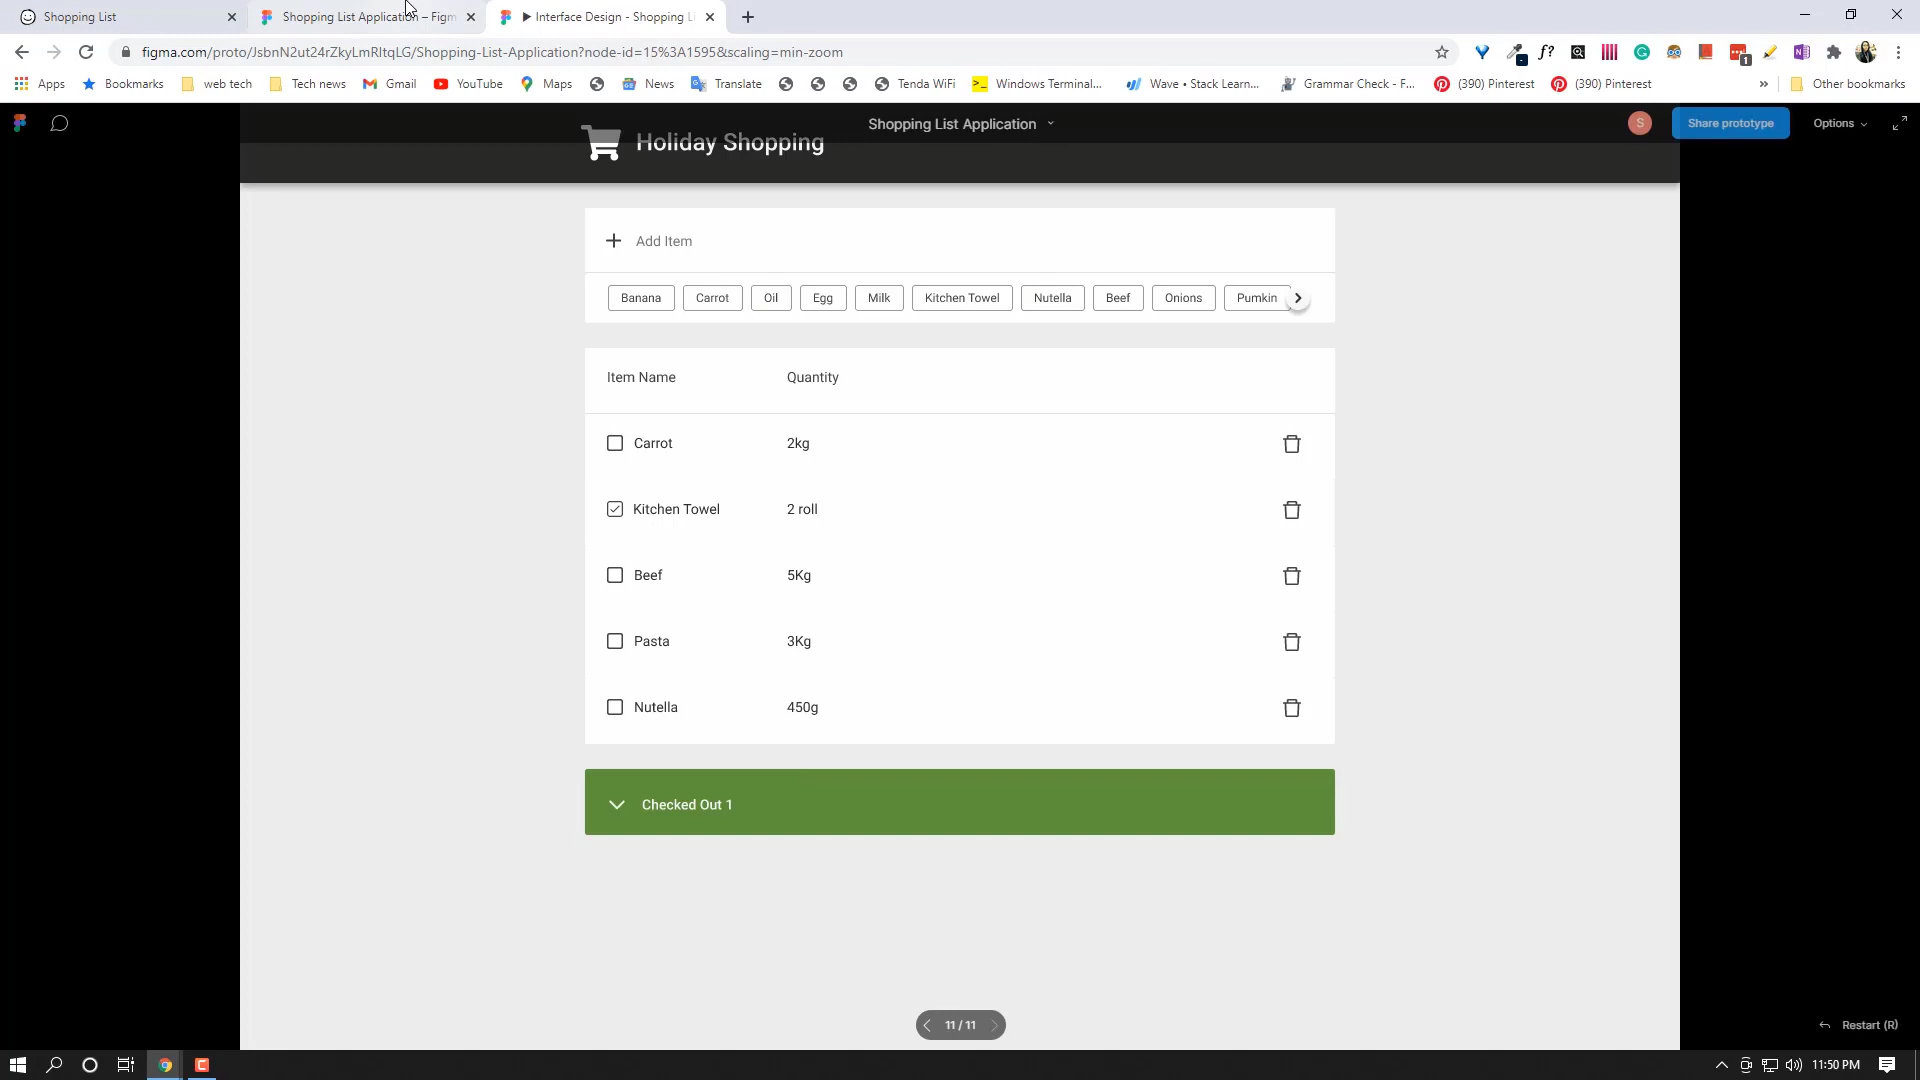 Shopping List
Shopping List Application – Figm
▶ Interface Design - Shopping Li
figma.com/proto/JsbnN2ut24rZkyLmRltqLG/Shopping-List-Application?node-id=15%3A1595&scaling=min-zoom
f?
1
Apps
Bookmarks
web tech
Tech news
Gmail
YouTube
Maps
News
Translate
Tenda WiFi
Windows Terminal...
Wave • Stack Learn...
Grammar Check - F...
(390) Pinterest
(390) Pinterest
»
Other bookmarks
Shopping List Application
S
Share prototype
Options
Holiday Shopping
+ Add Item
Banana
Carrot
Oil
Egg
Milk
Kitchen Towel
Nutella
Beef
Onions
Pumkin
Item Name Quantity
Carrot 2kg
Kitchen Towel 2 roll
Beef 5Kg
Pasta 3Kg
Nutella 450g
Checked Out 1
11 / 11
Restart (R)
11:50 PM